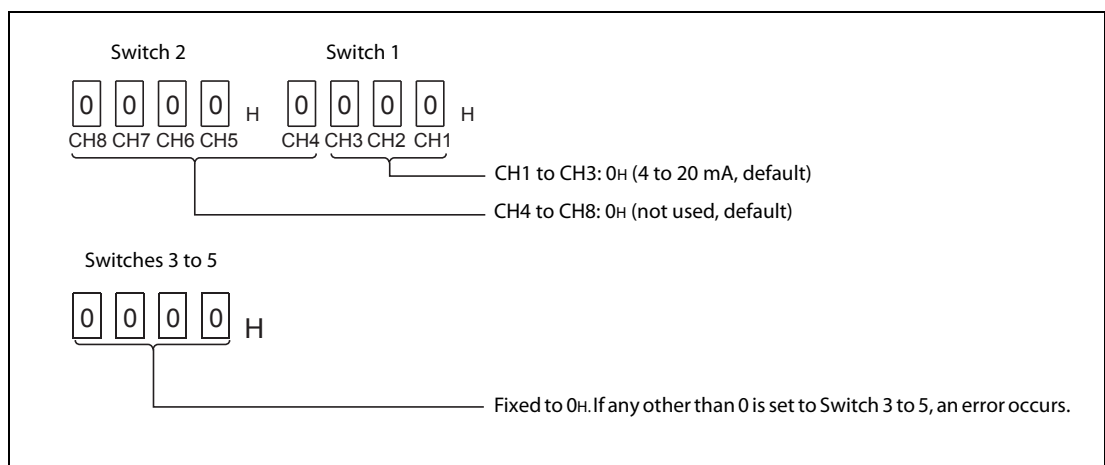 Switch 2 Switch 1
0 0 0 0 H 0 0 0 0 H
CH8 CH7 CH6 CH5 CH4 CH3 CH2 CH1
CH1 to CH3: 0H (4 to 20 mA, default)
CH4 to CH8: 0H (not used, default)
Switches 3 to 5
0 0 0 0 H
Fixed to 0H. If any other than 0 is set to Switch 3 to 5, an error occurs.